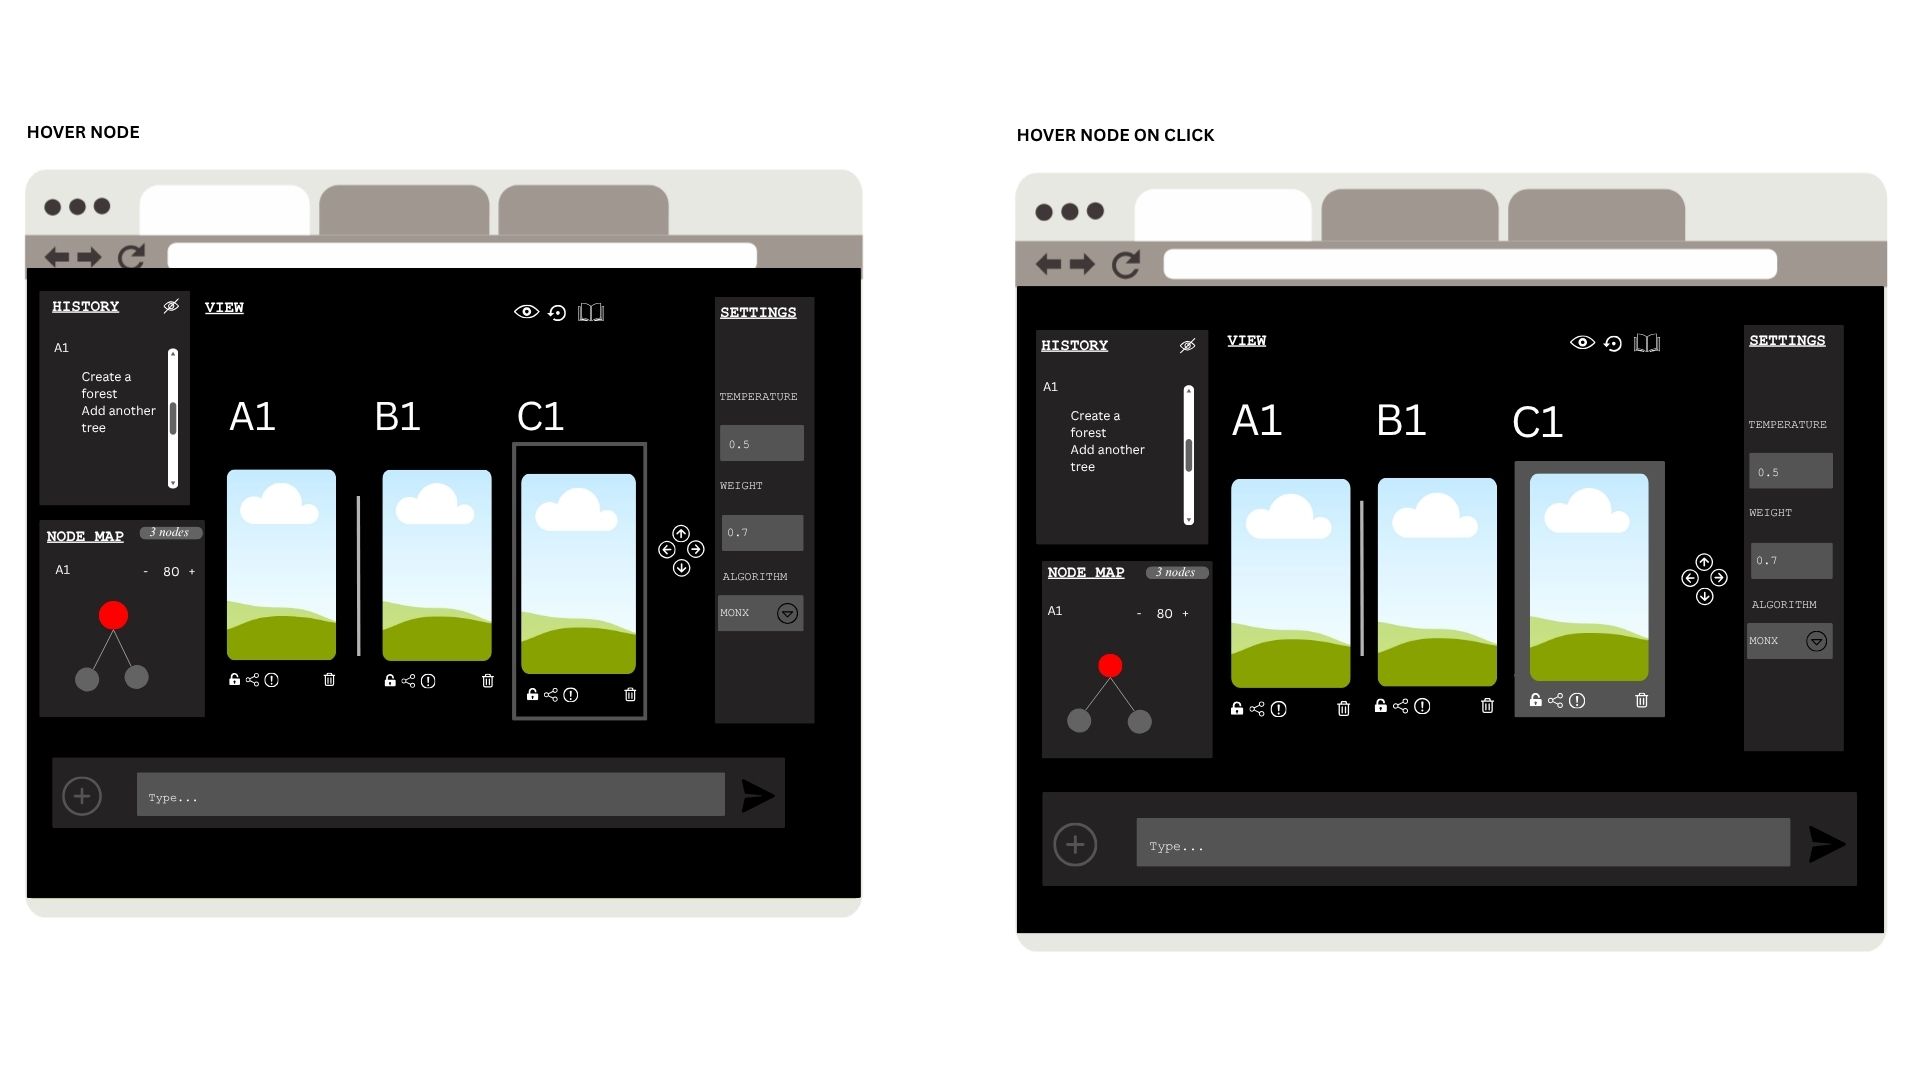 HOVER NODE
HISTORY
VIEW
SETTINGS
A1
Create a
forest
Add another
tree
A1
B1
C1
TEMPERATURE
0.5
WEIGHT
0.7
ALGORITHM
MONX
NODE MAP
3 nodes
A1
- 80 +
Type...
HOVER NODE ON CLICK
HISTORY
VIEW
SETTINGS
A1
Create a
forest
Add another
tree
A1
B1
C1
TEMPERATURE
0.5
WEIGHT
0.7
ALGORITHM
MONX
NODE MAP
3 nodes
A1
- 80 +
Type...